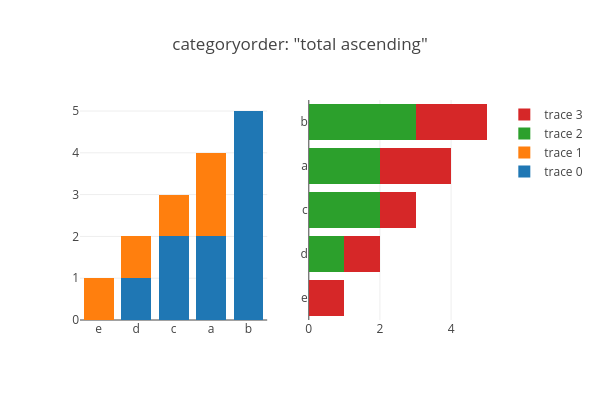 categoryorder: "total ascending"
5
4
3
2
1
0
e d c a b
b
a
c
d
e
0 2 4
trace 3
trace 2
trace 1
trace 0